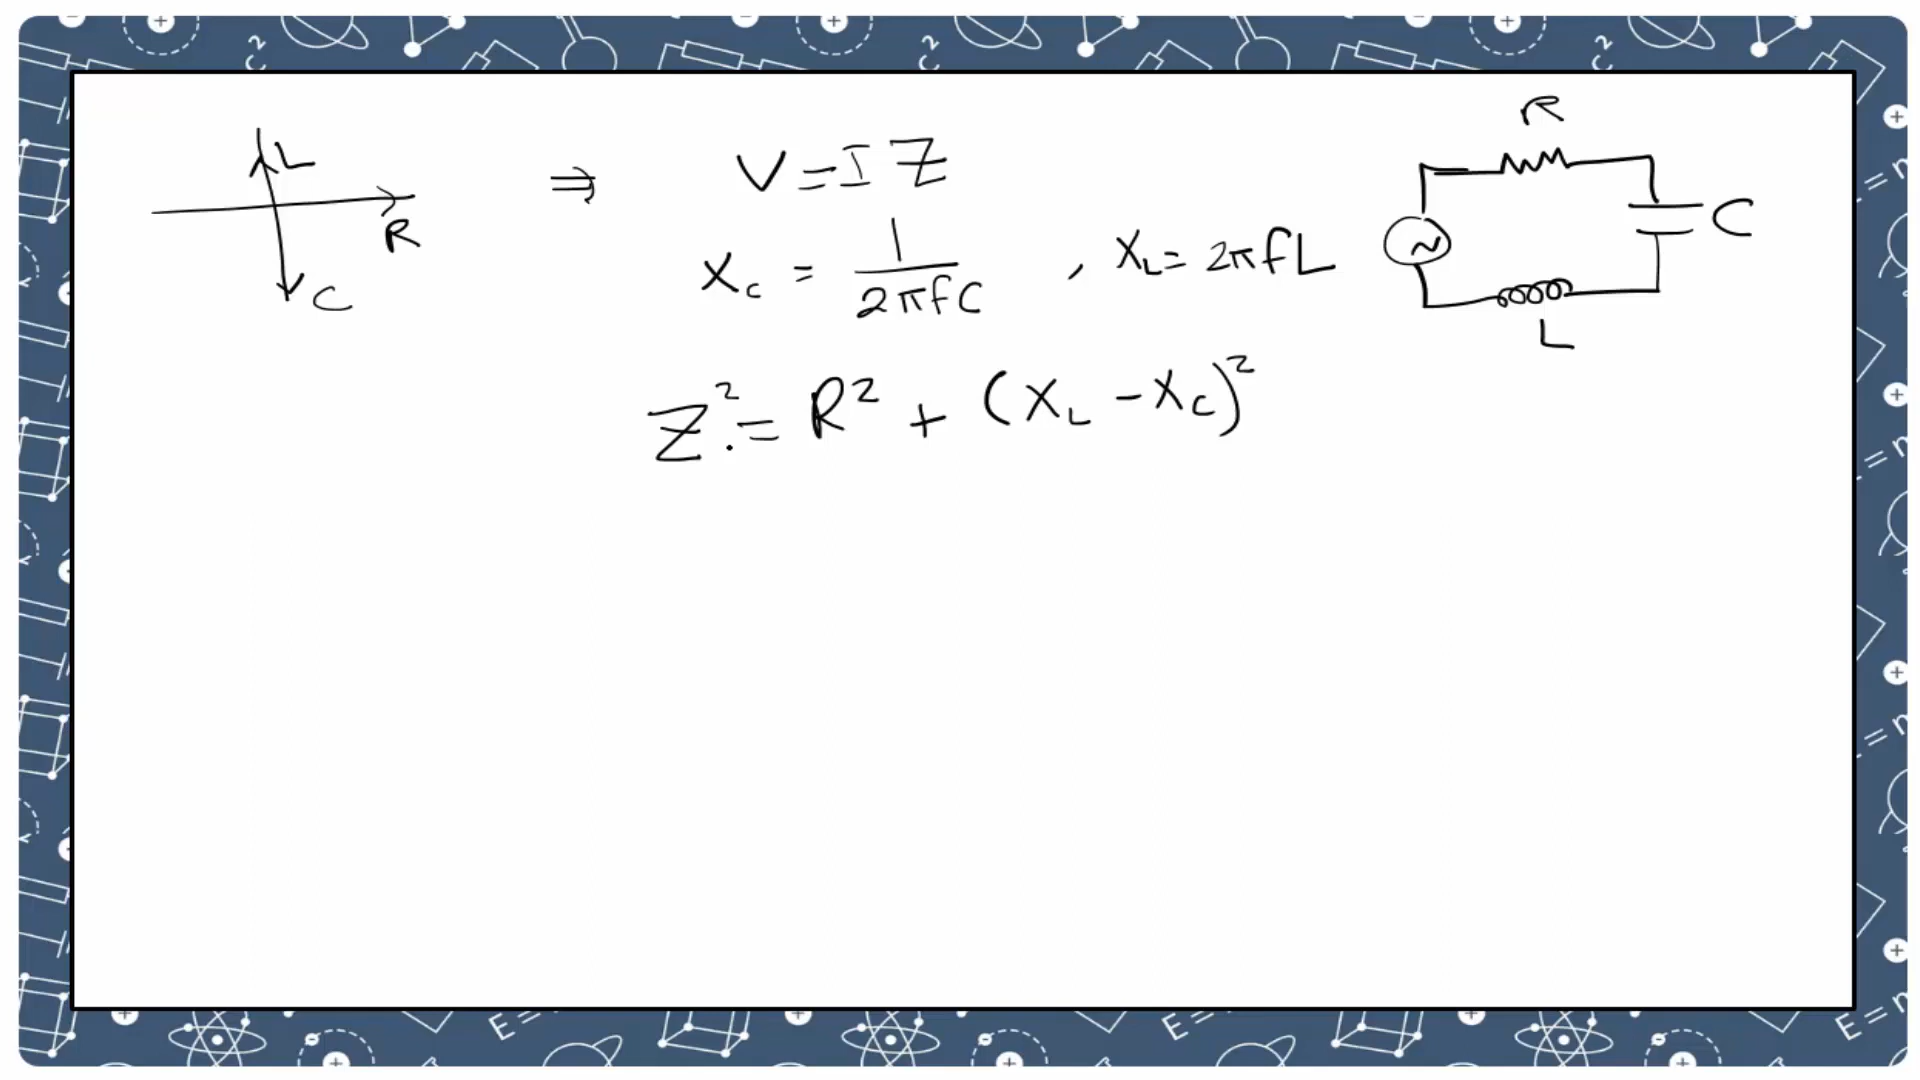 L
R
C
⇒ V = I Z
X_C = 1/(2πfC) , X_L = 2πfL
Z² = R² + (X_L - X_C)²
R
C
L